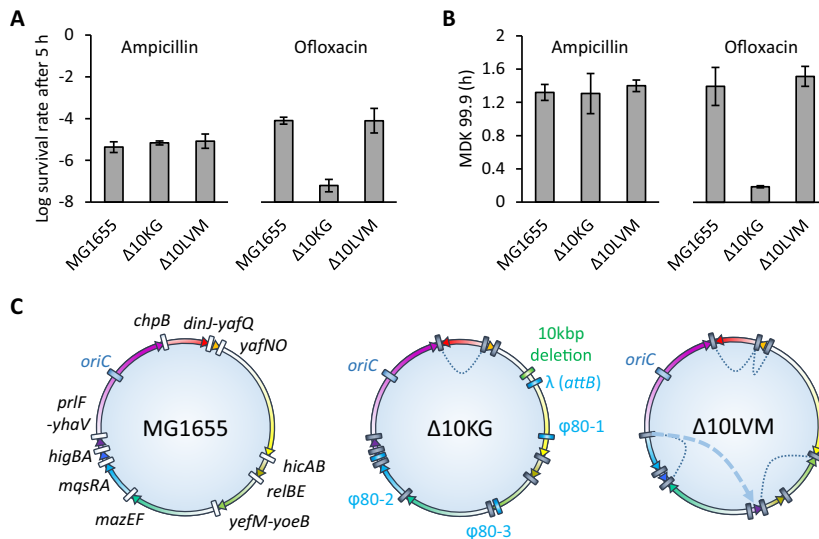 A
Log survival rate after 5 h
0
-2
-4
-6
-8
Ampicillin
Ofloxacin
MG1655
Δ10KG
Δ10LVM
MG1655
Δ10KG
Δ10LVM
B
MDK 99.9 (h)
2
1.6
1.2
0.8
0.4
0
Ampicillin
Ofloxacin
MG1655
Δ10KG
Δ10LVM
MG1655
Δ10KG
Δ10LVM
C
chpB
dinJ-yafQ
yafNO
oriC
prlF
-yhaV
higBA
mqsRA
mazEF
MG1655
hicAB
relBE
yefM-yoeB
10kbp
deletion
λ (attB)
φ80-1
Δ10KG
φ80-2
φ80-3
oriC
Δ10LVM